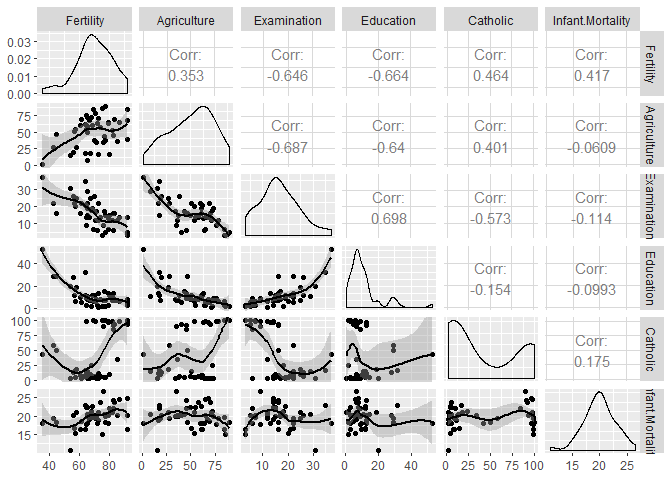 Fertility Agriculture Examination Education Catholic Infant.Mortality
0.03
0.02
0.01
0.00
Corr:
0.353
Corr:
-0.646
Corr:
-0.664
Corr:
0.464
Corr:
0.417
Fertility
75
50
25
0
Corr:
-0.687
Corr:
-0.64
Corr:
0.401
Corr:
-0.0609
Agriculture
30
20
10
Corr:
0.698
Corr:
-0.573
Corr:
-0.114
Examination
50
40
30
20
10
0
Corr:
-0.154
Corr:
-0.0993
Education
100
75
50
25
0
Corr:
0.175
Catholic
25
20
15
nfant.Mortalit
40 60 80 0 25 50 75 10 20 30 0 20 40 0 25 50 75 100 15 20 25